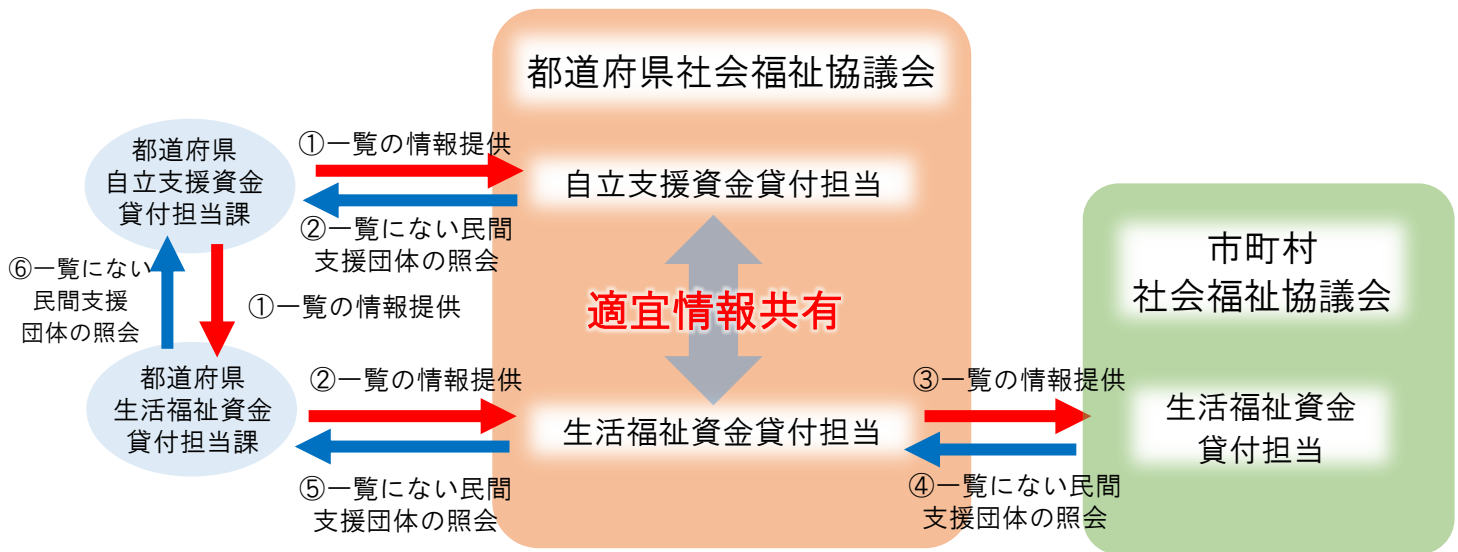 都道府県社会福祉協議会
①一覧の情報提供
都道府県
自立支援資金
貸付担当課
自立支援資金貸付担当
②一覧にない民間
支援団体の照会
⑥一覧にない
民間支援
団体の照会
①一覧の情報提供
適宜情報共有
市町村
社会福祉協議会
都道府県
生活福祉資金
貸付担当課
②一覧の情報提供
生活福祉資金貸付担当
③一覧の情報提供
生活福祉資金
貸付担当
⑤一覧にない民間
支援団体の照会
④一覧にない民間
支援団体の照会